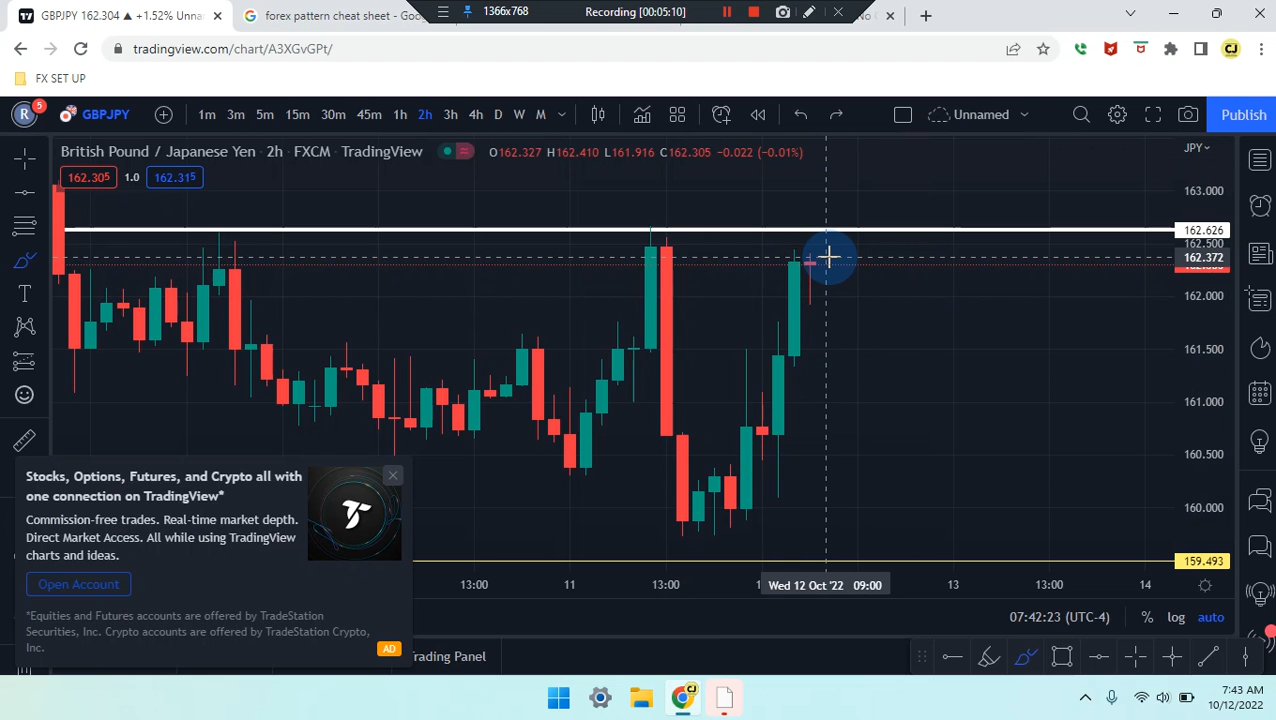 GBPJPY 162.304 ▲ +1.52% Unna
forex pattern cheat sheet - Goo
1366x768
Recording [00:05:10]
tradingview.com/chart/A3XGvGPt/
FX SET UP
R
5
GBPJPY
1m 3m 5m 15m 30m 45m 1h 2h 3h 4h D W M
Unnamed
Publish
British Pound / Japanese Yen · 2h · FXCM · TradingView
O162.327 H162.410 L161.916 C162.305 -0.022 (-0.01%)
JPY
162.305
1.0
162.315
163.000
162.626
162.500
162.372
162.000
161.500
161.000
160.500
160.000
159.493
Stocks, Options, Futures, and Crypto all with
one connection on TradingView*
Commission-free trades. Real-time market depth.
Direct Market Access. All while using TradingView
charts and ideas.
Open Account
*Equities and Futures accounts are offered by TradeStation
Securities, Inc. Crypto accounts are offered by TradeStation Crypto,
Inc.
AD
13:00 11 13:00 Wed 12 Oct '22 09:00 13 13:00 14
07:42:23 (UTC-4) % log auto
rading Panel
CJ
7:43 AM
10/12/2022